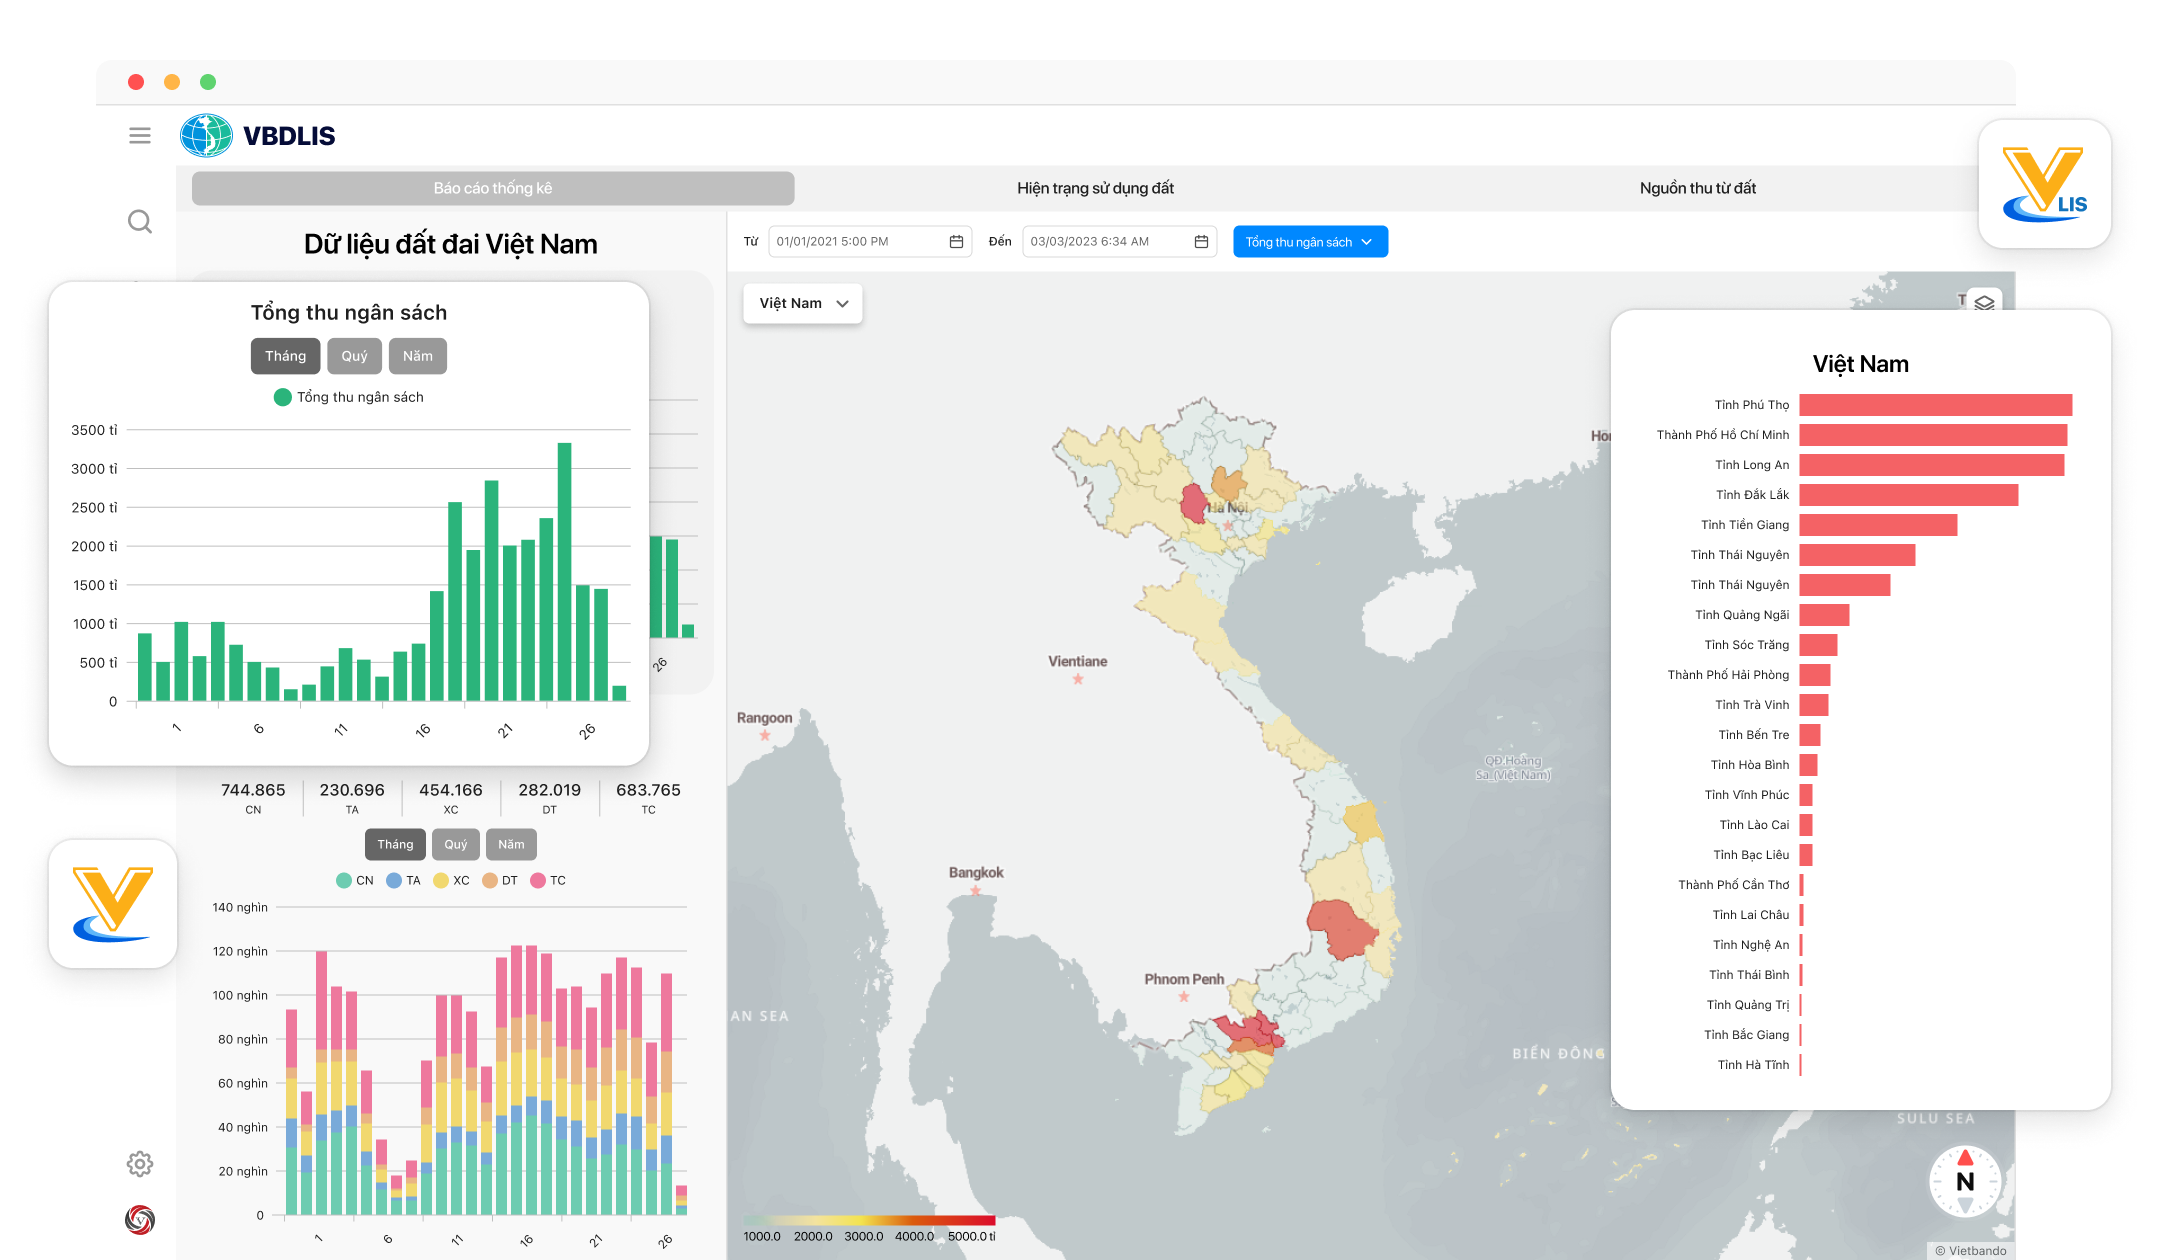 VBDLIS
Báo cáo thống kê
Hiện trạng sử dụng đất
Nguồn thu từ đất
LIS
Dữ liệu đất đai Việt Nam
Từ
01/01/2021 5:00 PM
Đến
03/03/2023 6:34 AM
Tổng thu ngân sách
Tổng thu ngân sách
Tháng Quý Năm
Tổng thu ngân sách
3500 tỉ
3000 tỉ
2500 tỉ
2000 tỉ
1500 tỉ
1000 tỉ
500 tỉ
0
1 6 11 16 21 26
26
744.865 230.696 454.166 282.019 683.765
CN TA XC DT TC
Tháng Quý Năm
CN TA XC DT TC
140 nghìn
120 nghìn
100 nghìn
80 nghìn
60 nghìn
40 nghìn
20 nghìn
0
1 6 11 16 21 26
Việt Nam
Hà Nội
Vientiane
Rangoon
Bangkok
Phnom Penh
QĐ.Hoàng
Sa.(Việt Nam)
AN SEA
BIỂN ĐÔNG
SULU SEA
1000.0 2000.0 3000.0 4000.0 5000.0 tỉ
N
© Vietbando
Việt Nam
Tỉnh Phú Thọ
Thành Phố Hồ Chí Minh
Tỉnh Long An
Tỉnh Đắk Lắk
Tỉnh Tiền Giang
Tỉnh Thái Nguyên
Tỉnh Thái Nguyên
Tỉnh Quảng Ngãi
Tỉnh Sóc Trăng
Thành Phố Hải Phòng
Tỉnh Trà Vinh
Tỉnh Bến Tre
Tỉnh Hòa Bình
Tỉnh Vĩnh Phúc
Tỉnh Lào Cai
Tỉnh Bạc Liêu
Thành Phố Cần Thơ
Tỉnh Lai Châu
Tỉnh Nghệ An
Tỉnh Thái Bình
Tỉnh Quảng Trị
Tỉnh Bắc Giang
Tỉnh Hà Tĩnh